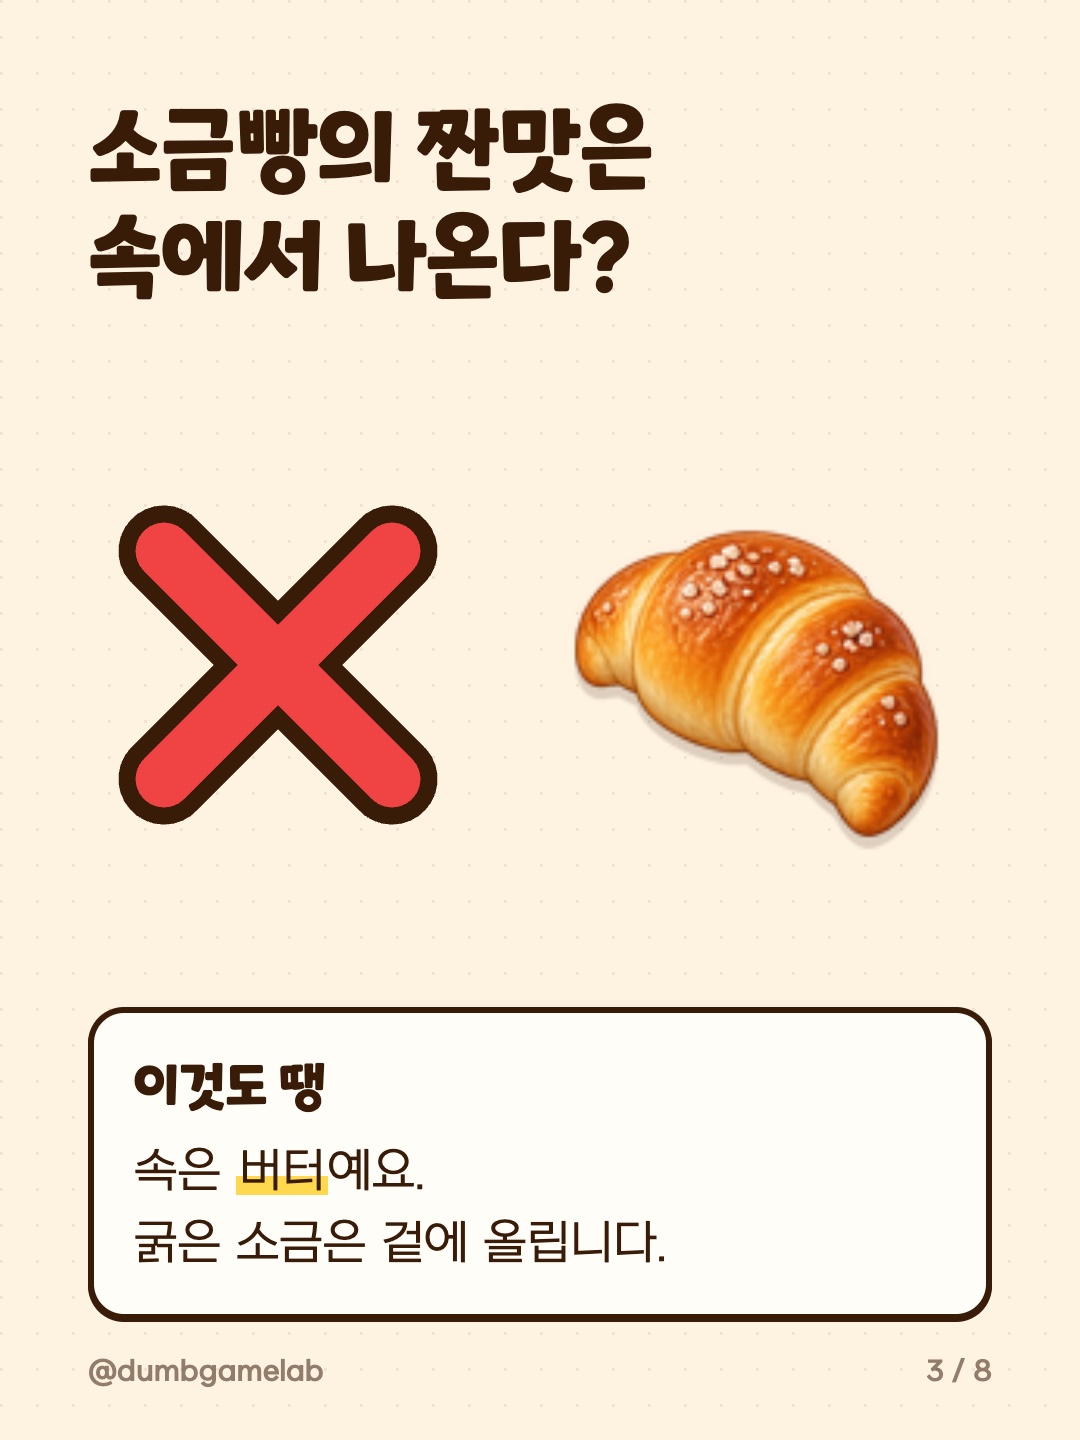 소금빵의 짠맛은
속에서 나온다?
이것도 땡
속은 버터예요.
굵은 소금은 겉에 올립니다.
@dumbgamelab
3 / 8